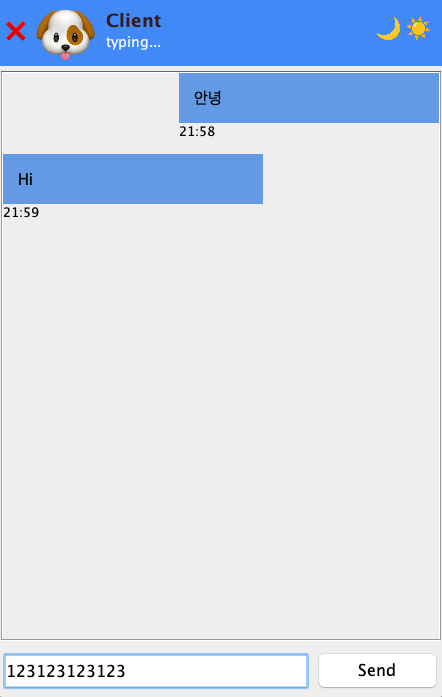 Client
typing...
안녕
21:58
Hi
21:59
123123123123
Send